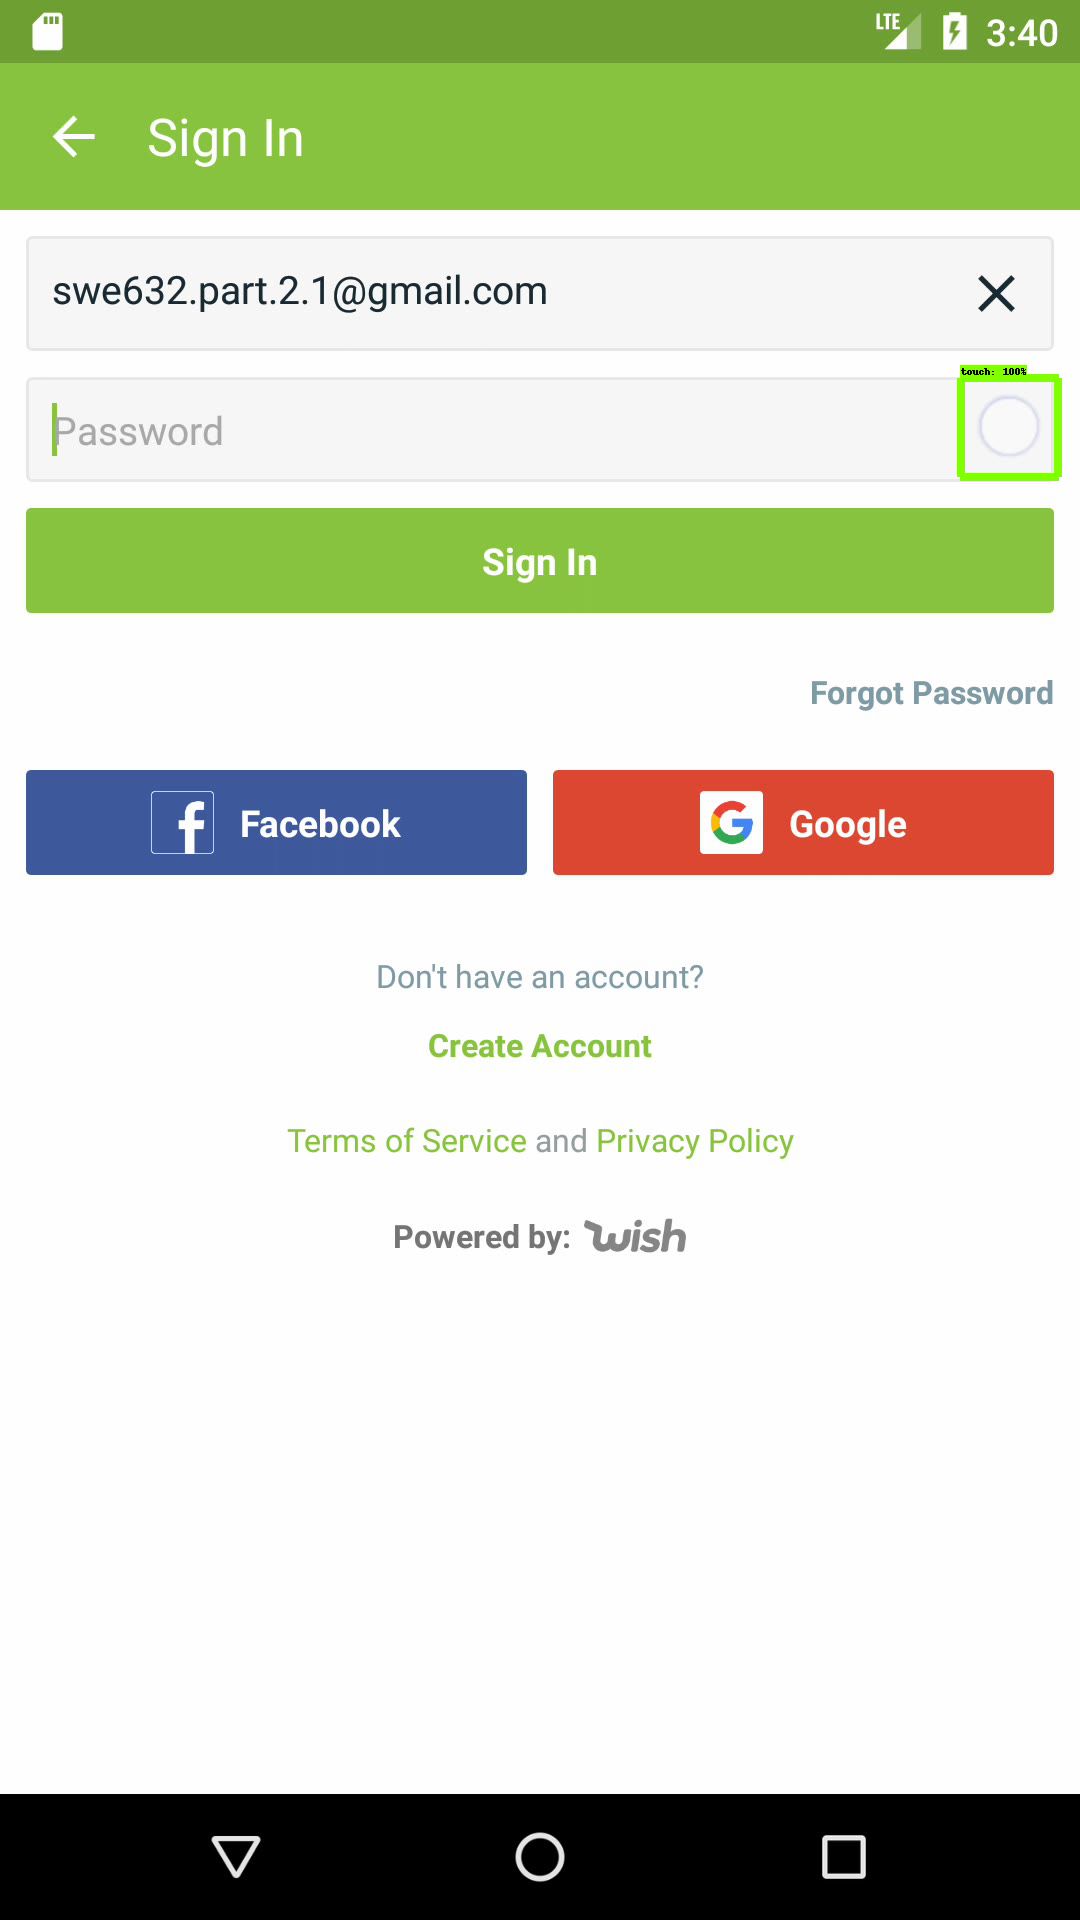 LTE 3:40
Sign In
swe632.part.2.1@gmail.com
touch: 100%
Password
Sign In
Forgot Password
Facebook
Google
Don't have an account?
Create Account
Terms of Service and Privacy Policy
Powered by: wish